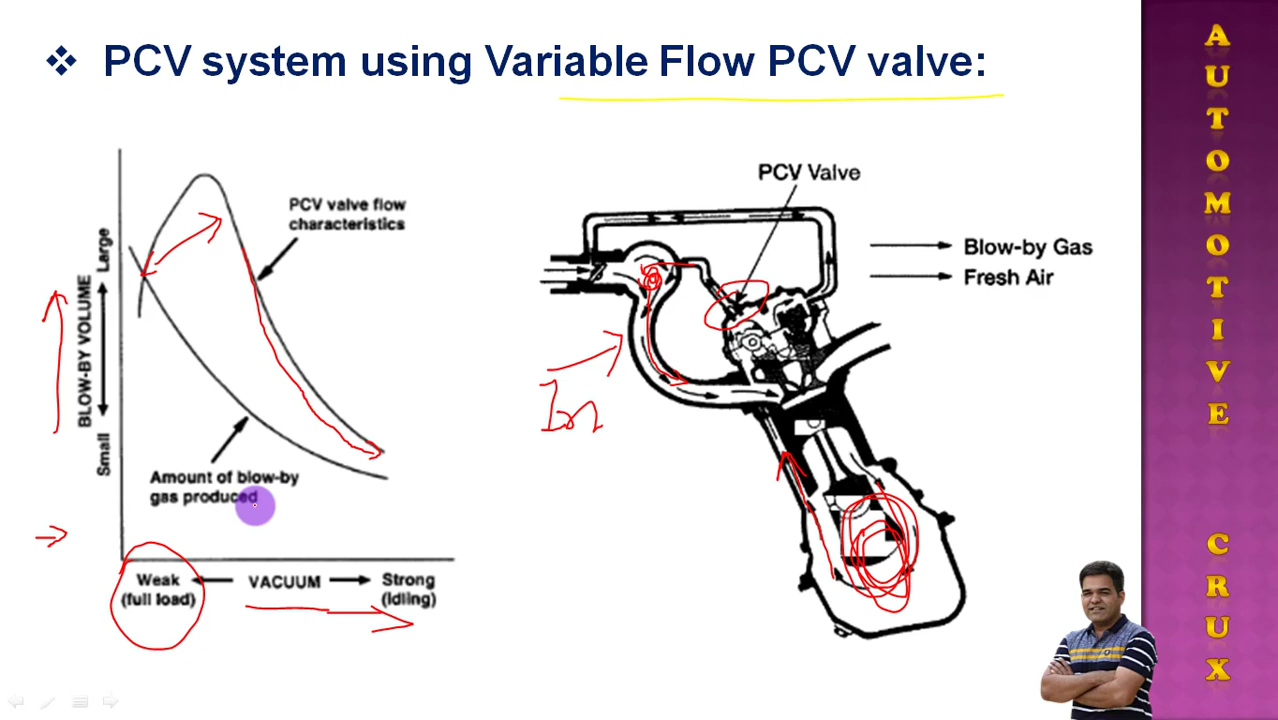 ❖ PCV system using Variable Flow PCV valve:
PCV valve flow
characteristics
BLOW-BY VOLUME
Large
Small
Amount of blow-by
gas produced
Weak
(full load)
VACUUM
Strong
(idling)
PCV Valve
Blow-by Gas
Fresh Air
AUTOMOTIVE
CRUX